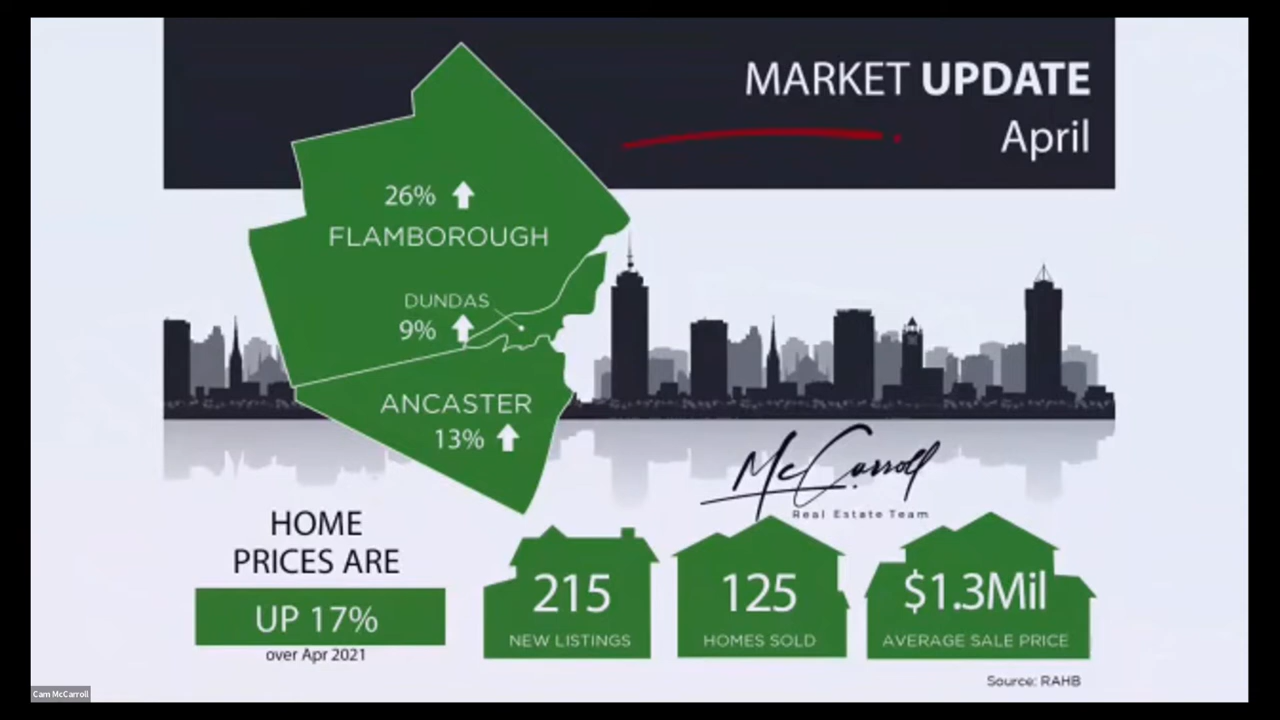 MARKET UPDATE
April
26%
FLAMBOROUGH
DUNDAS
9%
ANCASTER
13%
McCarroll
Real Estate Team
HOME
PRICES ARE
UP 17%
over Apr 2021
215
NEW LISTINGS
125
HOMES SOLD
$1.3Mil
AVERAGE SALE PRICE
Source: RAHB
Cam McCarroll